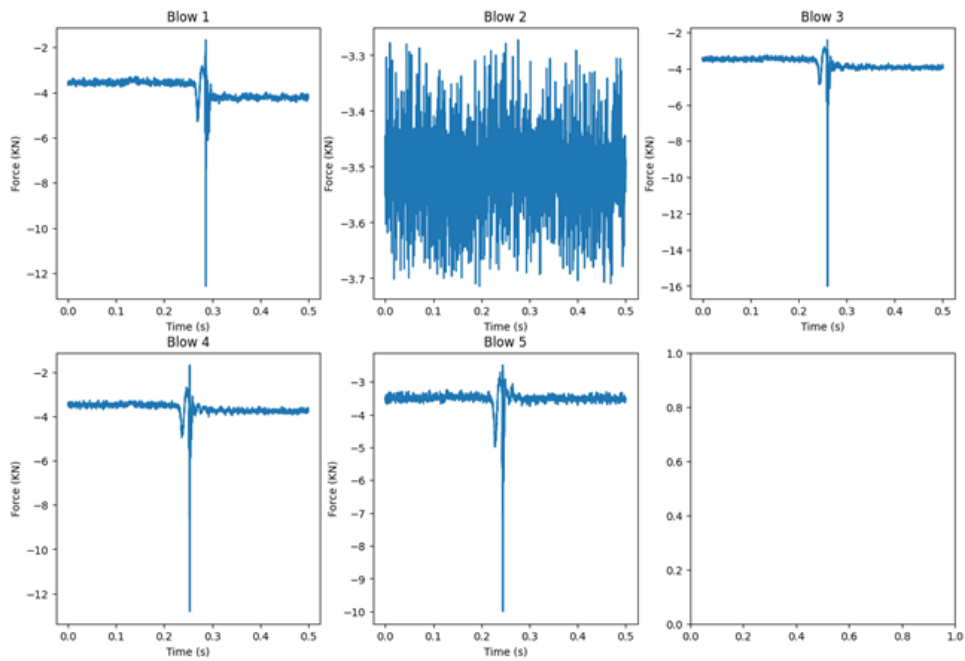 Blow 1
−2
−4
−6
−8
−10
−12
Force (KN)
0.0 0.1 0.2 0.3 0.4 0.5
Time (s)
Blow 2
−3.3
−3.4
−3.5
−3.6
−3.7
Force (KN)
0.0 0.1 0.2 0.3 0.4 0.5
Time (s)
Blow 3
−2
−4
−6
−8
−10
−12
−14
−16
Force (KN)
0.0 0.1 0.2 0.3 0.4 0.5
Time (s)
Blow 4
−2
−4
−6
−8
−10
−12
Force (KN)
0.0 0.1 0.2 0.3 0.4 0.5
Time (s)
Blow 5
−3
−4
−5
−6
−7
−8
−9
−10
Force (KN)
0.0 0.1 0.2 0.3 0.4 0.5
Time (s)
1.0
0.8
0.6
0.4
0.2
0.0
0.0 0.2 0.4 0.6 0.8 1.0